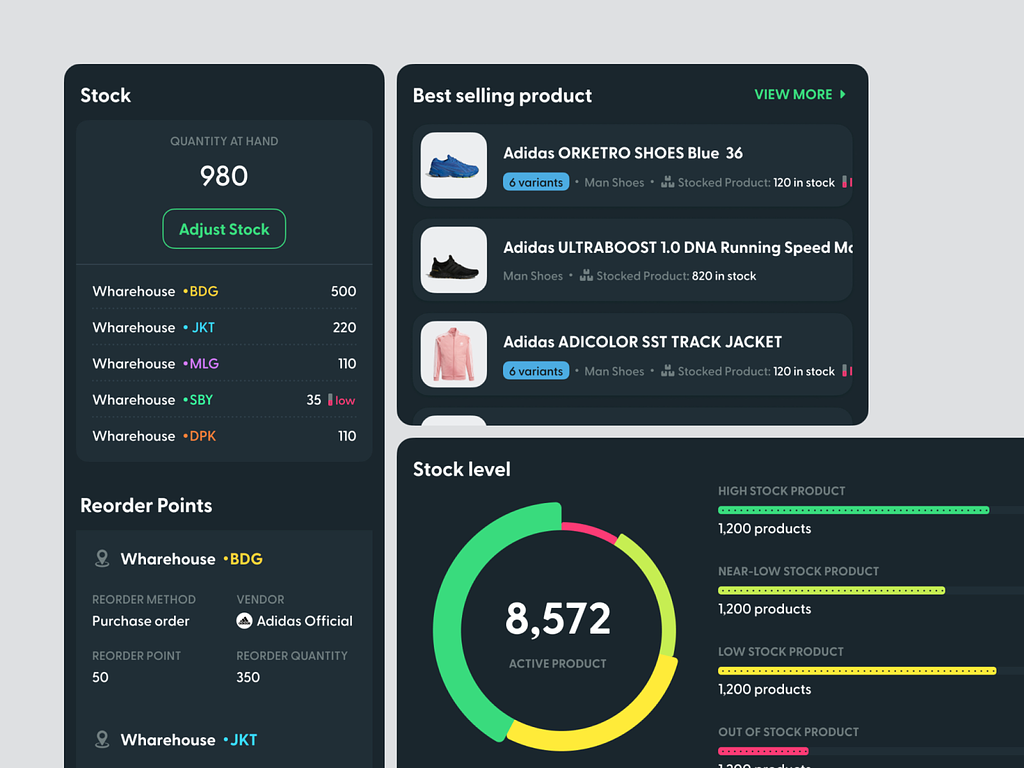 Stock
QUANTITY AT HAND
980
Adjust Stock
Wharehouse •BDG 500
Wharehouse •JKT 220
Wharehouse •MLG 110
Wharehouse •SBY 35 low
Wharehouse •DPK 110
Reorder Points
Wharehouse •BDG
REORDER METHOD VENDOR
Purchase order Adidas Official
REORDER POINT REORDER QUANTITY
50 350
Wharehouse •JKT
Best selling product VIEW MORE
Adidas ORKETRO SHOES Blue 36
6 variants • Man Shoes • Stocked Product: 120 in stock
Adidas ULTRABOOST 1.0 DNA Running Speed
Man Shoes • Stocked Product: 820 in stock
Adidas ADICOLOR SST TRACK JACKET
6 variants • Man Shoes • Stocked Product: 120 in stock
Stock level
8,572
ACTIVE PRODUCT
HIGH STOCK PRODUCT
1,200 products
NEAR-LOW STOCK PRODUCT
1,200 products
LOW STOCK PRODUCT
1,200 products
OUT OF STOCK PRODUCT